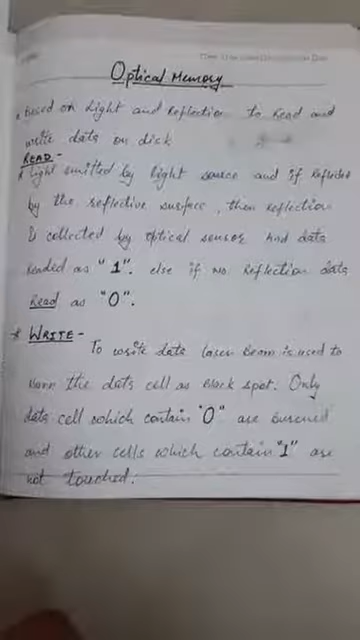 Optical Memory
* Based on Light and Reflection to Read and
write data on disk
READ -
* Light emitted by light source and if Reflected
by the reflective surface, then reflection
is collected by optical sensor And data
Readed as "1". else if no Reflection data
Read as "0".
* WRITE -
To write data laser beam is used to
burn the data cell as black spot. Only
data cell which contain "0" are burened
and other cells which contain "1" are
not touched.